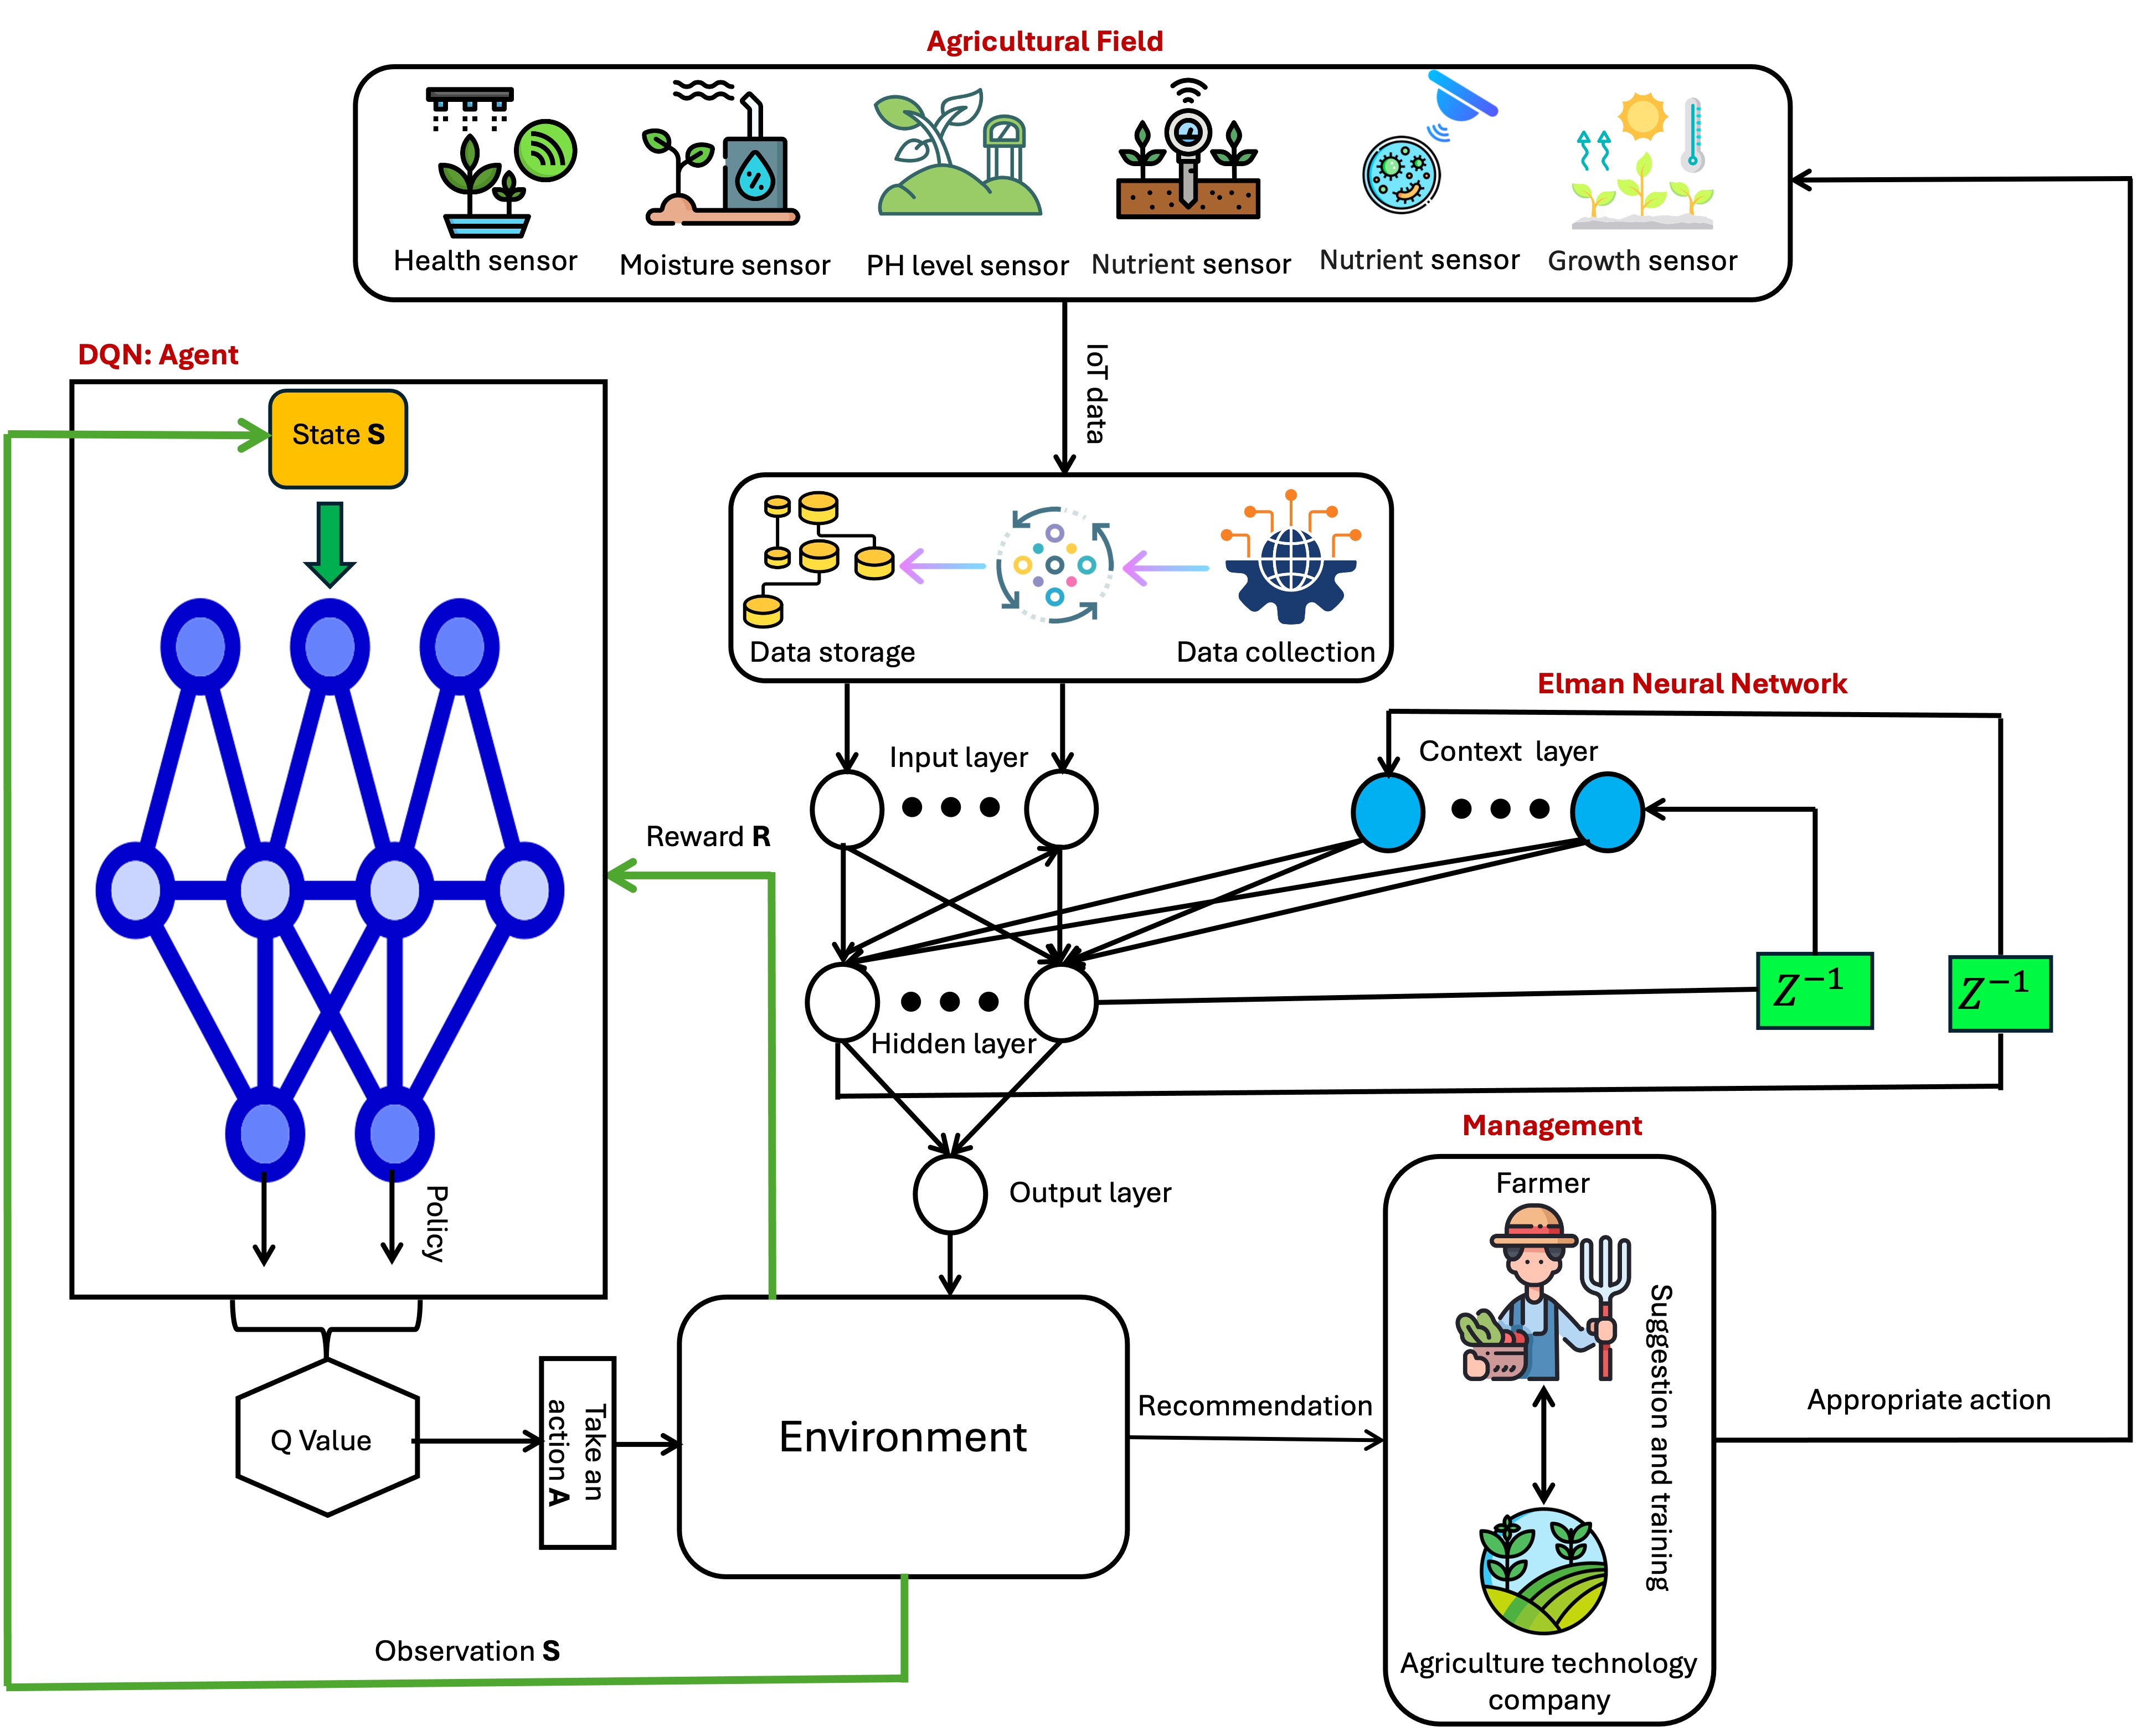 Agricultural Field
Health sensor
Moisture sensor
PH level sensor
Nutrient sensor
Nutrient sensor
Growth sensor
IoT data
DQN: Agent
State S
Data storage
Data collection
Elman Neural Network
Input layer
Context layer
Reward R
Z⁻¹
Z⁻¹
Hidden layer
Management
Output layer
Policy
Farmer
Suggestion and training
Q Value
Take an
action A
Environment
Recommendation
Appropriate action
Observation S
Agriculture technology
company